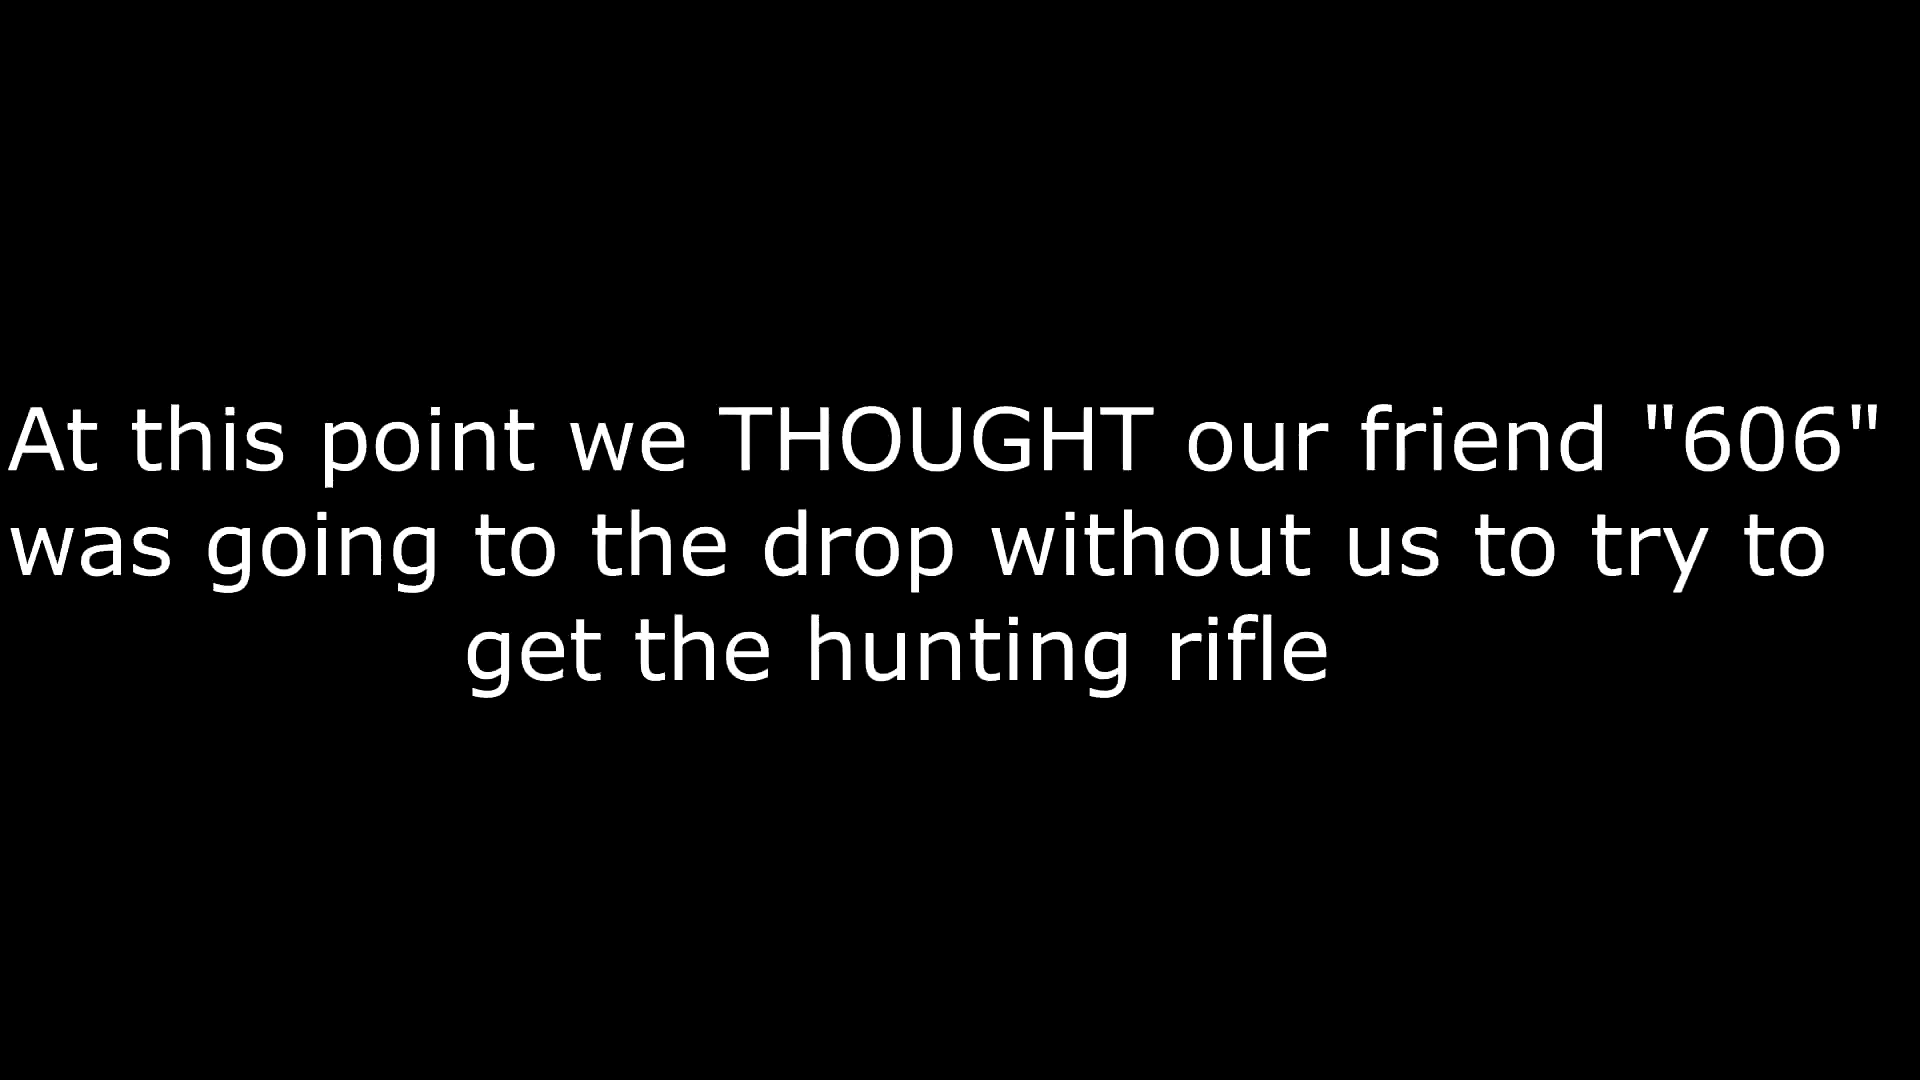 At this point we THOUGHT our friend "606"
was going to the drop without us to try to
get the hunting rifle